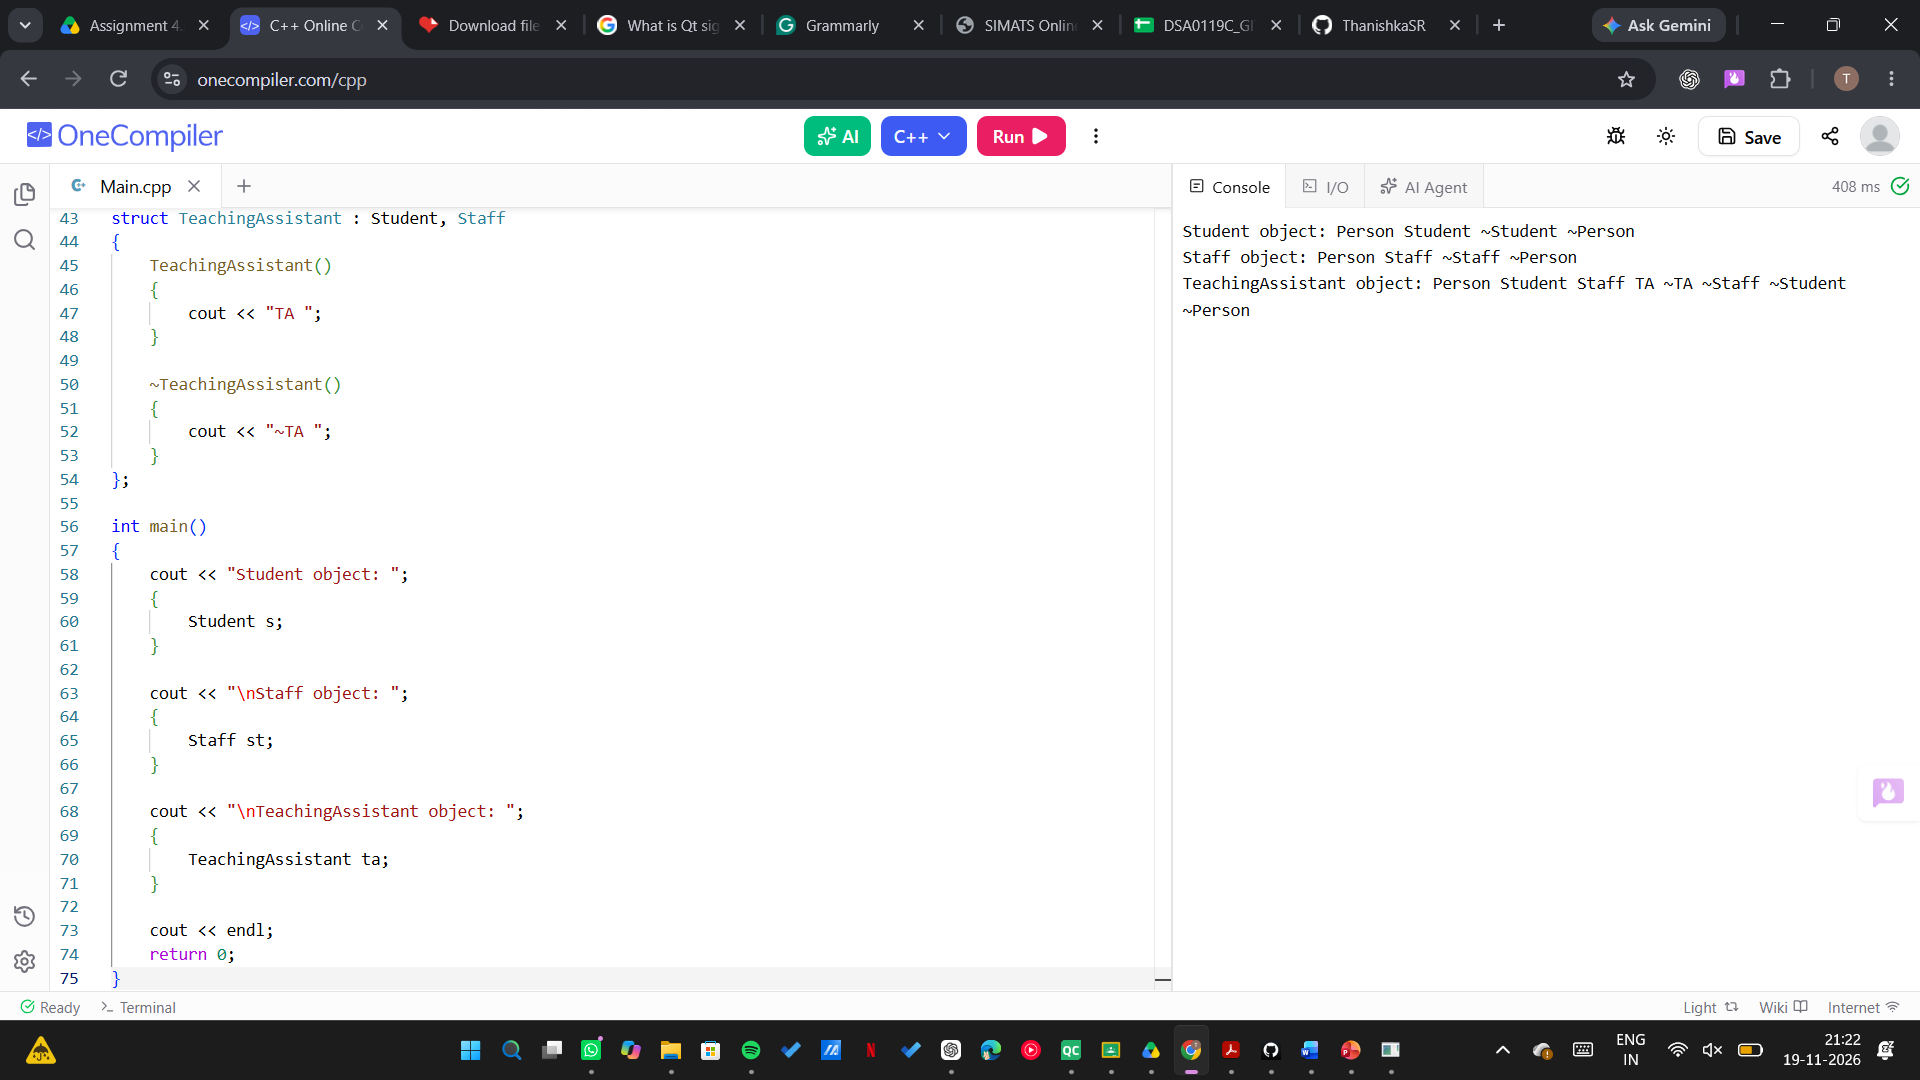 Assignment 4.
C++ Online C
Download file
What is Qt sig
Grammarly
SIMATS Onlin
DSA0119C_G
ThanishkaSR
Ask Gemini
onecompiler.com/cpp
T
OneCompiler
AI
C++
Run
Save
Main.cpp
Console
I/O
AI Agent
408 ms
43 struct TeachingAssistant : Student, Staff
44 {
45 TeachingAssistant()
46 {
47 cout << "TA ";
48 }
49
50 ~TeachingAssistant()
51 {
52 cout << "~TA ";
53 }
54 };
55
56 int main()
57 {
58 cout << "Student object: ";
59 {
60 Student s;
61 }
62
63 cout << "\nStaff object: ";
64 {
65 Staff st;
66 }
67
68 cout << "\nTeachingAssistant object: ";
69 {
70 TeachingAssistant ta;
71 }
72
73 cout << endl;
74 return 0;
75 }
Student object: Person Student ~Student ~Person
Staff object: Person Staff ~Staff ~Person
TeachingAssistant object: Person Student Staff TA ~TA ~Staff ~Student
~Person
Ready
Terminal
Light
Wiki
Internet
ENG
IN
21:22
19-11-2026